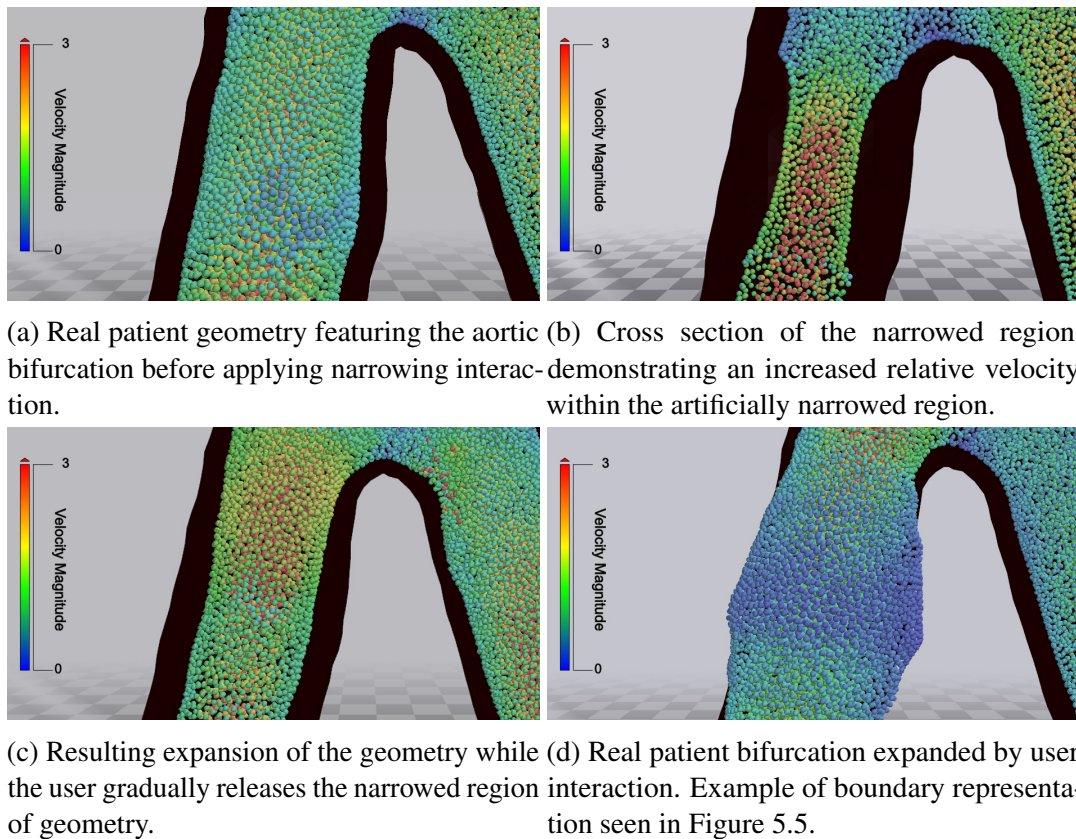 3
Velocity Magnitude
0
3
Velocity Magnitude
0
(a) Real patient geometry featuring the aortic
bifurcation before applying narrowing interac-
tion.
(b) Cross section of the narrowed region
demonstrating an increased relative velocity
within the artificially narrowed region.
3
Velocity Magnitude
0
3
Velocity Magnitude
0
(c) Resulting expansion of the geometry while
the user gradually releases the narrowed region
of geometry.
(d) Real patient bifurcation expanded by user
interaction. Example of boundary representa-
tion seen in Figure 5.5.